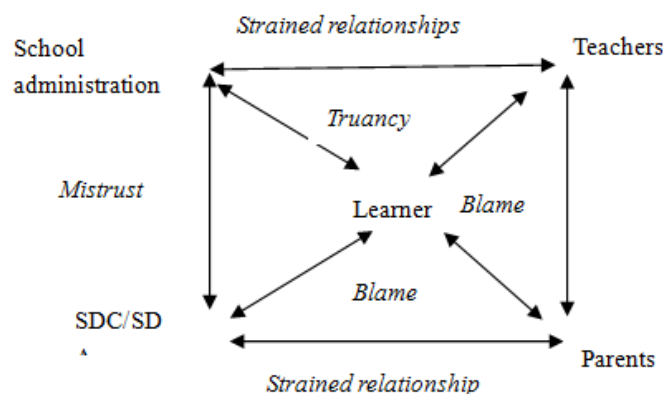 Strained relationships
School
administration
Teachers
Truancy
Mistrust
Learner
Blame
Blame
SDC/SD
Parents
Strained relationship